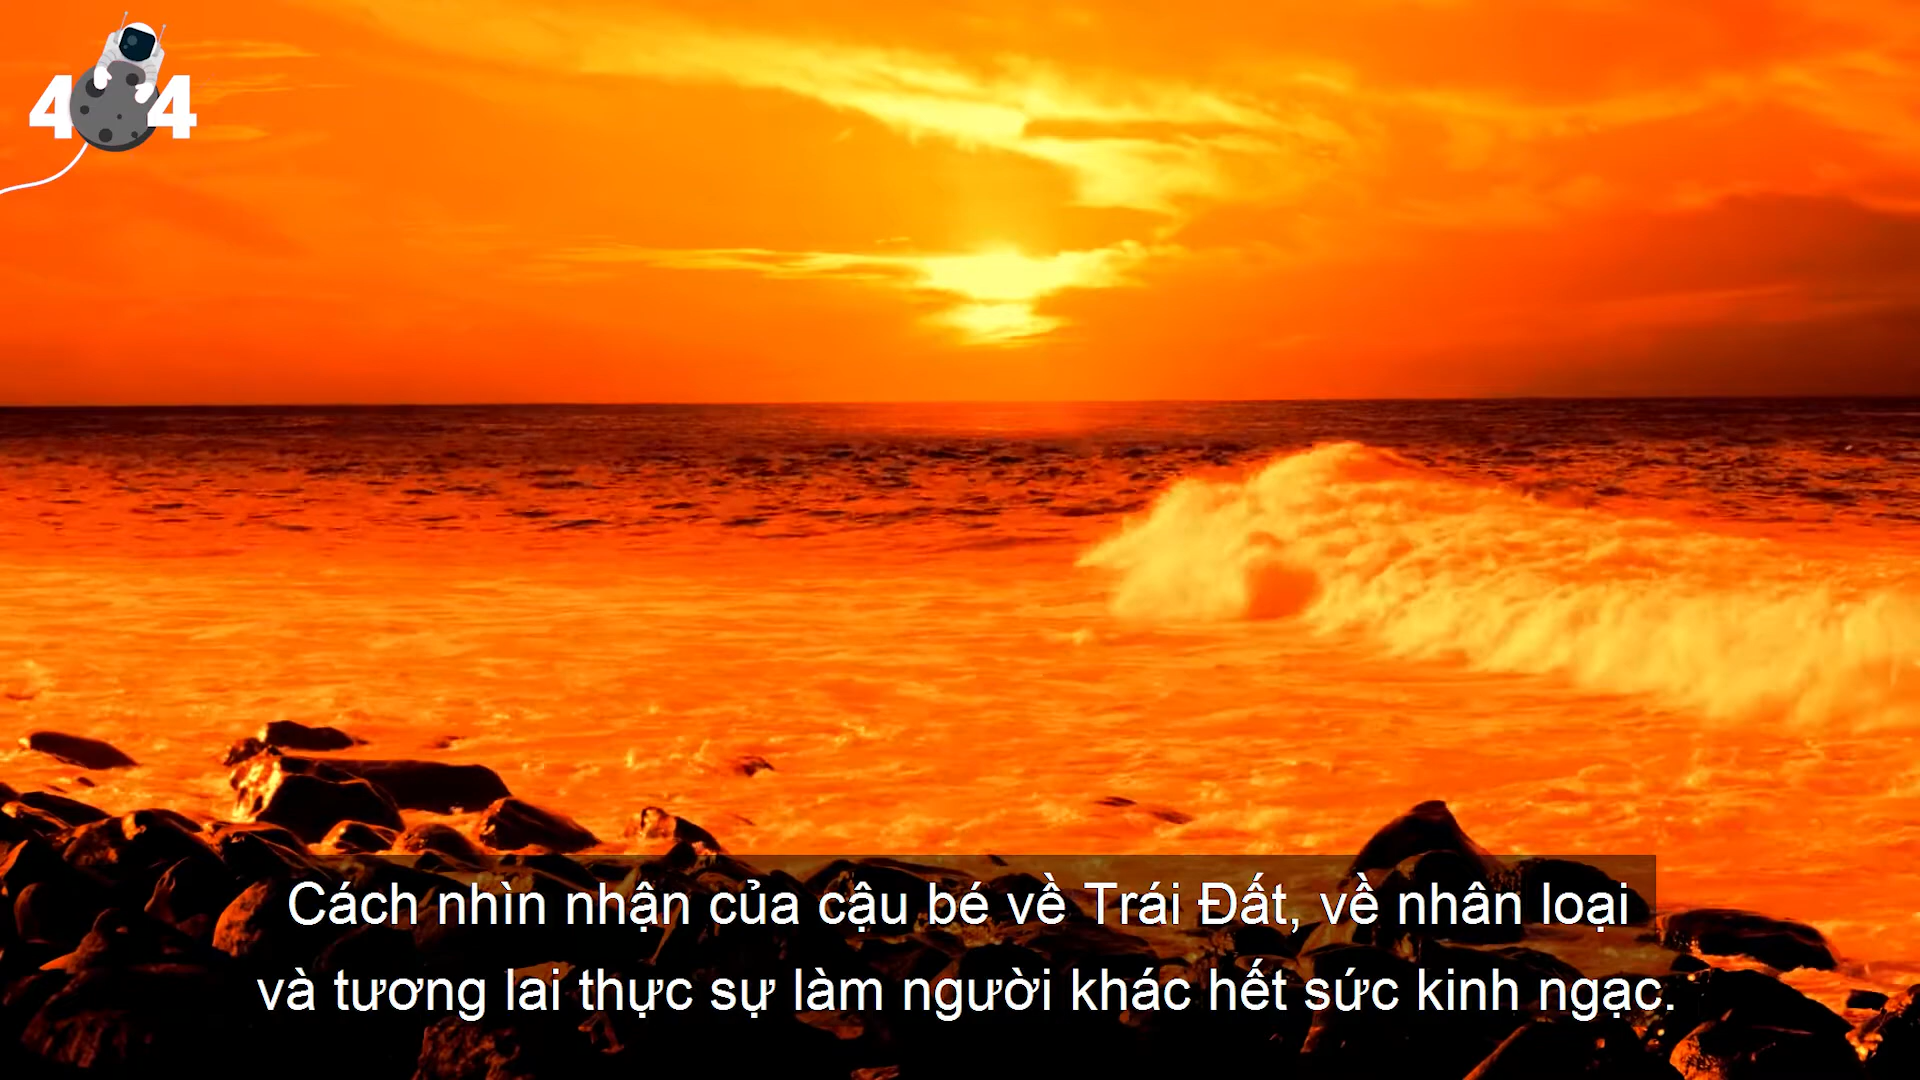 404
Cách nhìn nhận của cậu bé về Trái Đất, về nhân loại
và tương lai thực sự làm người khác hết sức kinh ngạc.